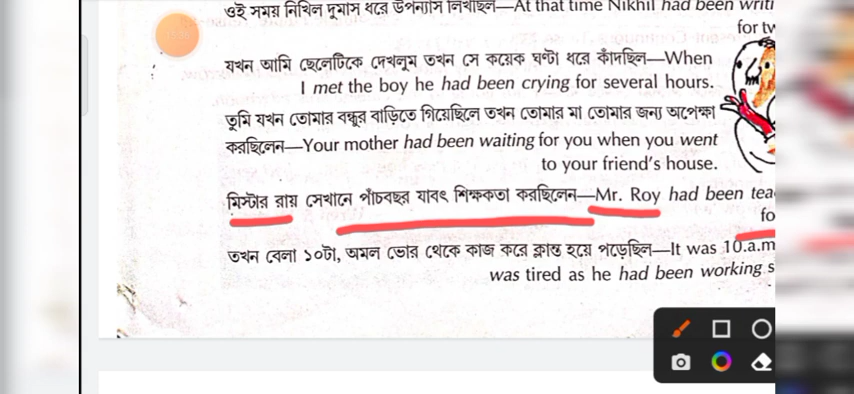 ওই সময় নিখিল দুমাস ধরে উপন্যাস লিখছিল—At that time Nikhil had been writi
for tw
যখন আমি ছেলেটিকে দেখলুম তখন সে কয়েক ঘণ্টা ধরে কাঁদছিল—When
I met the boy he had been crying for several hours.
তুমি যখন তোমার বন্ধুর বাড়িতে গিয়েছিলে তখন তোমার মা তোমার জন্য অপেক্ষা
করছিলেন—Your mother had been waiting for you when you went
to your friend's house.
মিস্টার রায় সেখানে পাঁচবছর যাবৎ শিক্ষকতা করছিলেন—Mr. Roy had been tea
fo
তখন বেলা ১০টা, অমল ভোর থেকে কাজ করে ক্লান্ত হয়ে পড়েছিল—It was 10.a.m
was tired as he had been working s